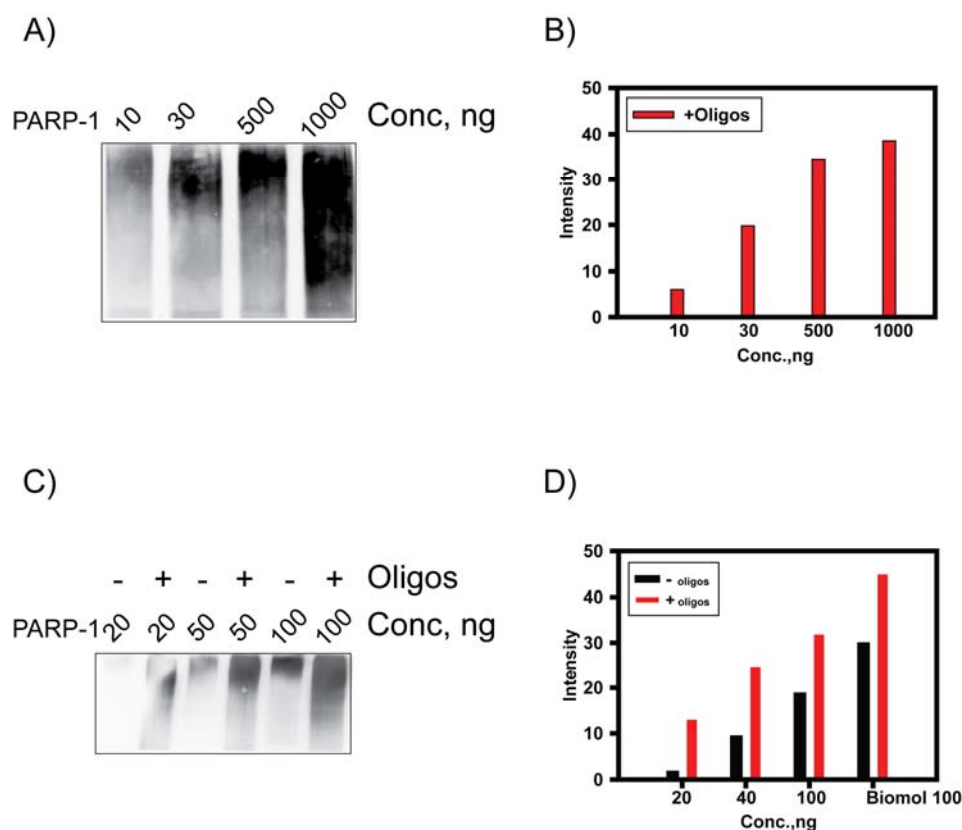 A)
PARP-1 10 30 500 1000 Conc, ng
B)
50
40
30
20
10
0
Intensity
+Oligos
10 30 500 1000
Conc.,ng
C)
- + - + - + Oligos
PARP-1 20 20 50 50 100 100 Conc, ng
D)
50
40
30
20
10
0
Intensity
- oligos
+ oligos
20 40 100 Biomol 100
Conc.,ng